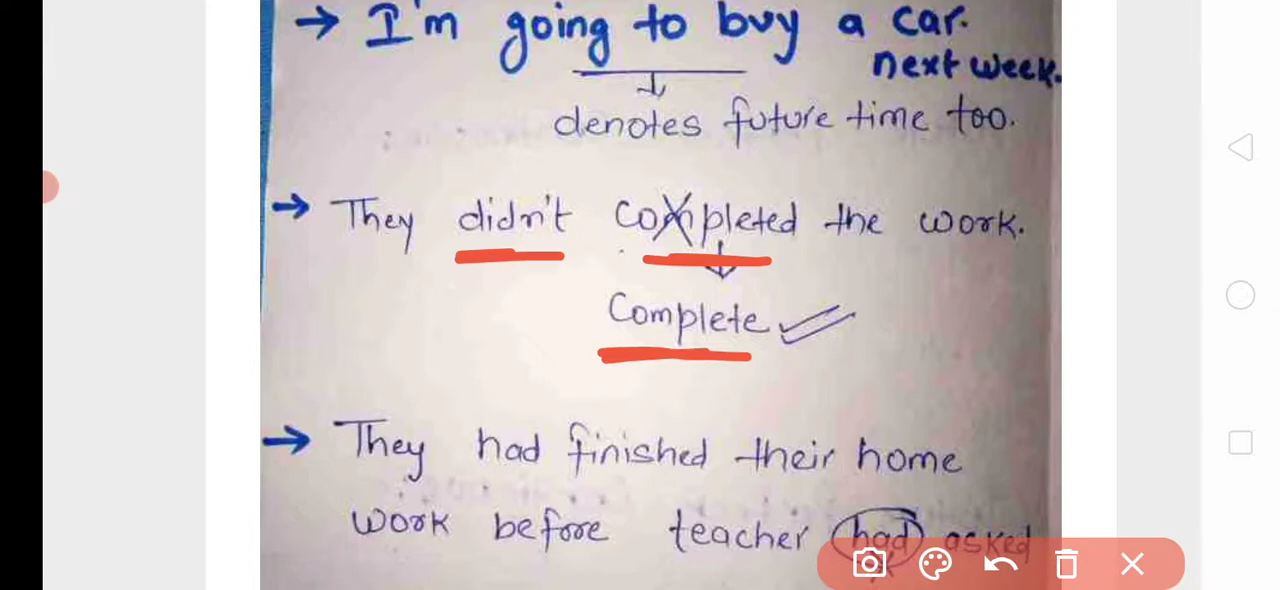 → I'm going to buy a car.
next week.
denotes future time too.
→ They didn't completed the work.
Complete
→ They had finished their home
work before teacher had asked